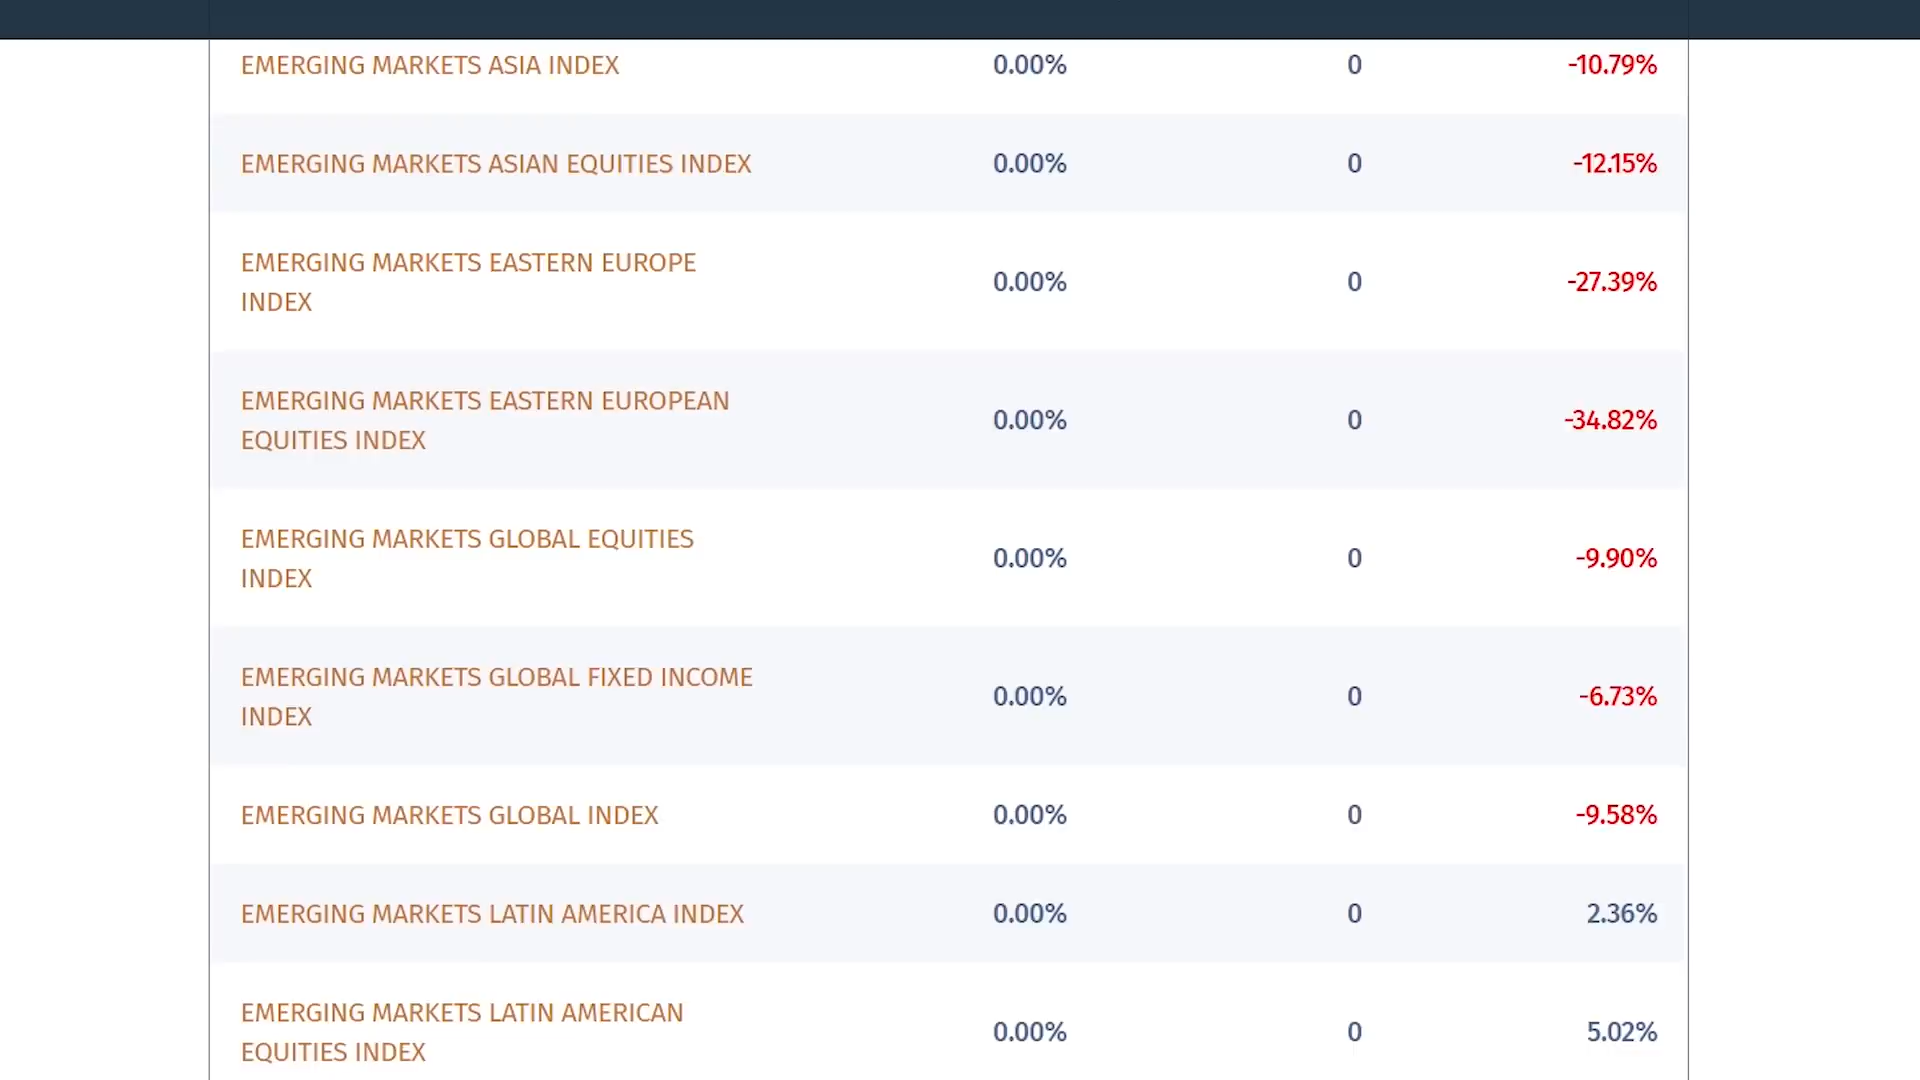 EMERGING MARKETS ASIA INDEX 0.00% 0 -10.79%
EMERGING MARKETS ASIAN EQUITIES INDEX 0.00% 0 -12.15%
EMERGING MARKETS EASTERN EUROPE
INDEX 0.00% 0 -27.39%
EMERGING MARKETS EASTERN EUROPEAN
EQUITIES INDEX 0.00% 0 -34.82%
EMERGING MARKETS GLOBAL EQUITIES
INDEX 0.00% 0 -9.90%
EMERGING MARKETS GLOBAL FIXED INCOME
INDEX 0.00% 0 -6.73%
EMERGING MARKETS GLOBAL INDEX 0.00% 0 -9.58%
EMERGING MARKETS LATIN AMERICA INDEX 0.00% 0 2.36%
EMERGING MARKETS LATIN AMERICAN
EQUITIES INDEX 0.00% 0 5.02%